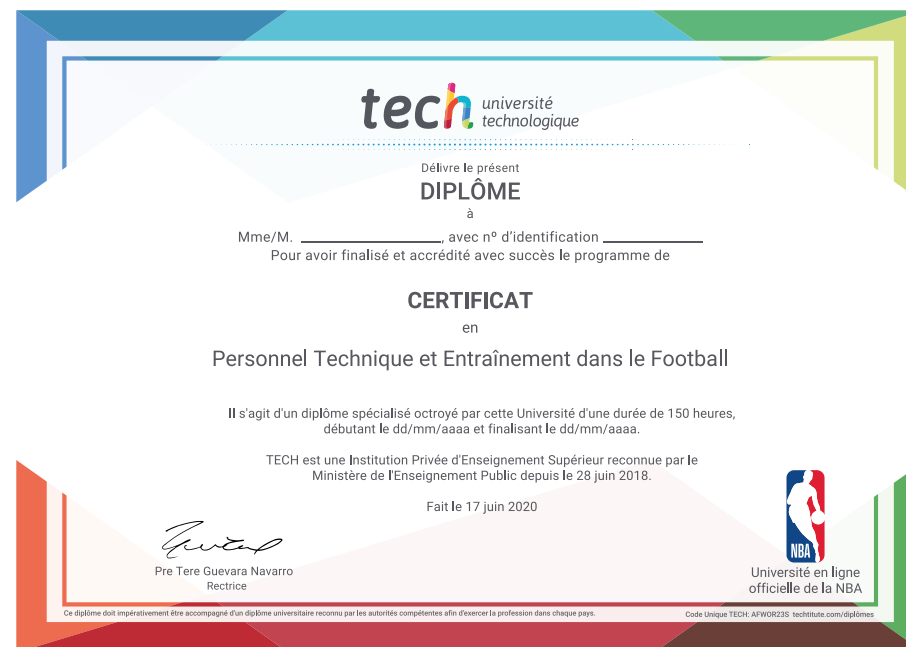 tech université
technologique
Délivre le présent
DIPLÔME
à
Mme/M. ____________________, avec nº d'identification ______________
Pour avoir finalisé et accrédité avec succès le programme de
CERTIFICAT
en
Personnel Technique et Entraînement dans le Football
Il s'agit d'un diplôme spécialisé octroyé par cette Université d'une durée de 150 heures,
débutant le dd/mm/aaaa et finalisant le dd/mm/aaaa.
TECH est une Institution Privée d'Enseignement Supérieur reconnue par le
Ministère de l'Enseignement Public depuis le 28 juin 2018.
Fait le 17 juin 2020
Pre Tere Guevara Navarro
Rectrice
NBA
Université en ligne
officielle de la NBA
Ce diplôme doit impérativement être accompagné d'un diplôme universitaire reconnu par les autorités compétentes afin d'exercer la profession dans chaque pays.
Code Unique TECH: AFWOR23S techtitute.com/diplômes